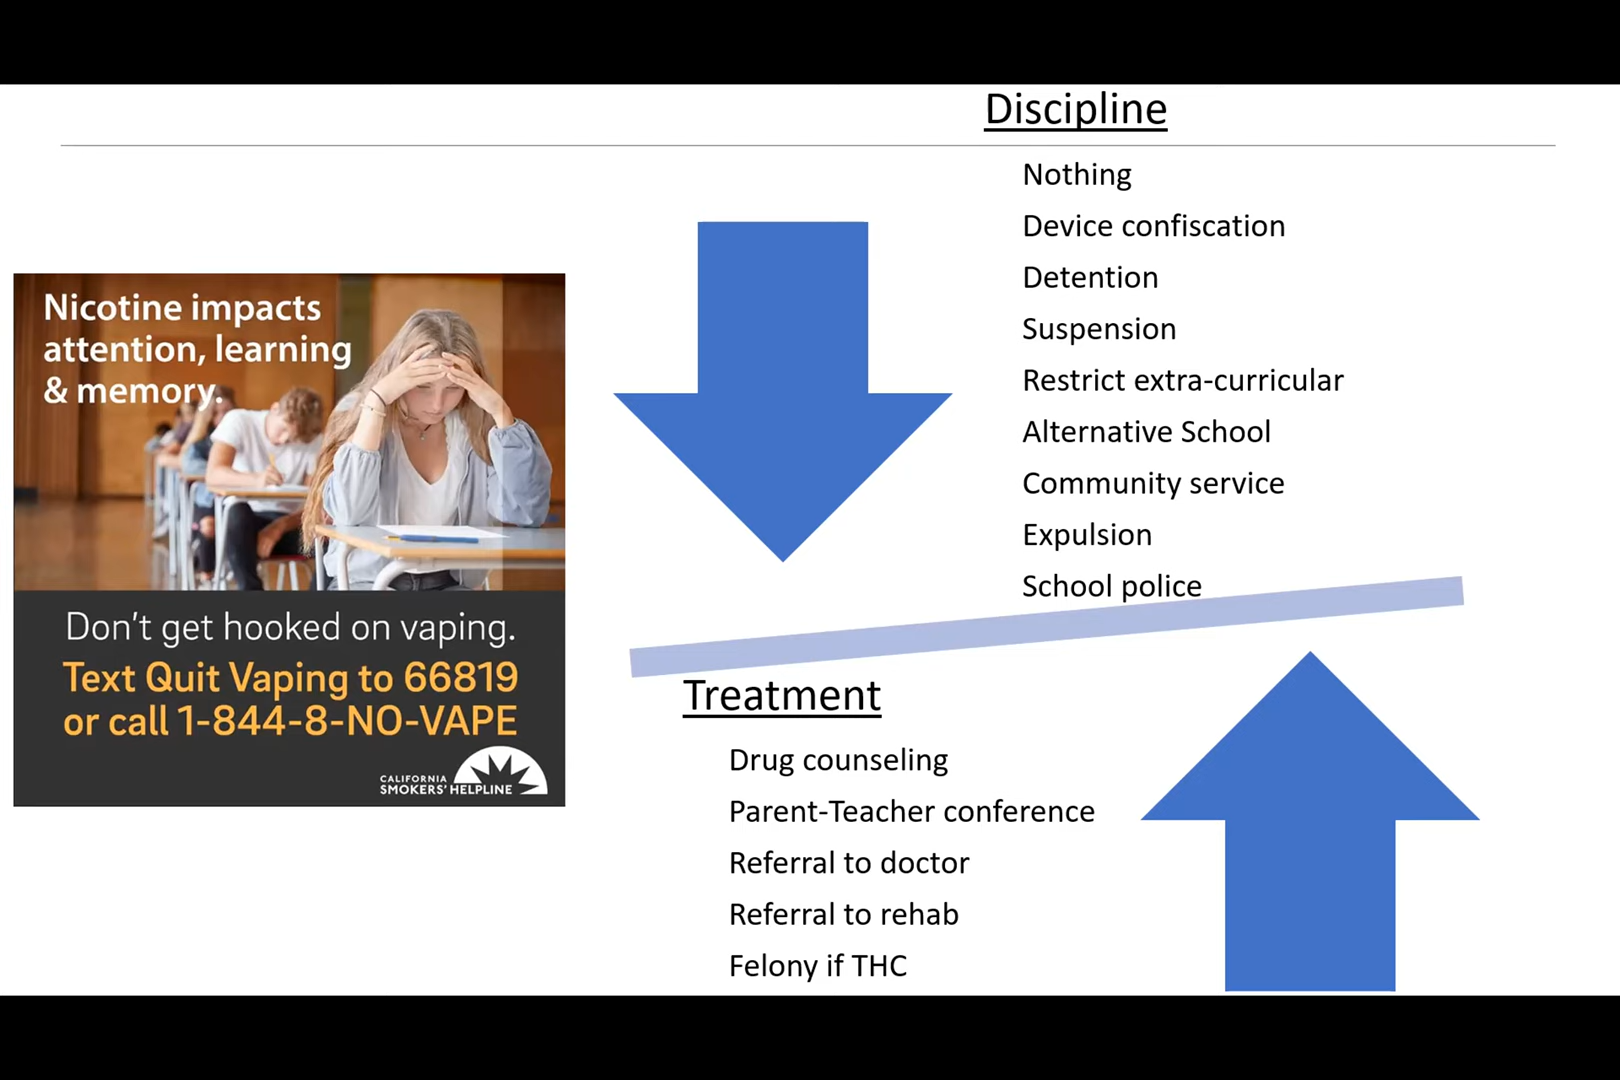 Discipline
Nothing
Device confiscation
Detention
Suspension
Restrict extra-curricular
Alternative School
Community service
Expulsion
School police
Nicotine impacts
attention, learning
& memory.
Don't get hooked on vaping.
Text Quit Vaping to 66819
or call 1-844-8-NO-VAPE
CALIFORNIA
SMOKERS' HELPLINE
Treatment
Drug counseling
Parent-Teacher conference
Referral to doctor
Referral to rehab
Felony if THC